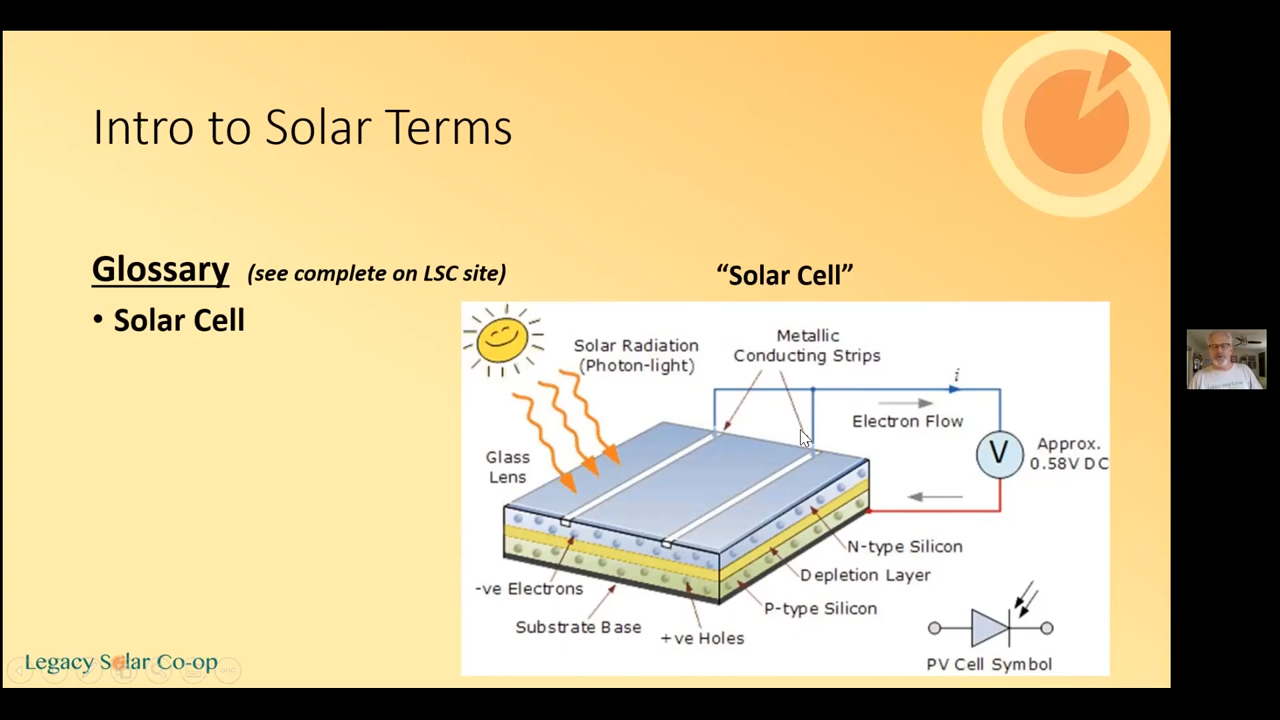 Intro to Solar Terms
Glossary (see complete on LSC site)
• Solar Cell
“Solar Cell”
Solar Radiation
(Photon-light)
Metallic
Conducting Strips
i
Electron Flow
V
Approx.
0.58V DC
Glass
Lens
N-type Silicon
Depletion Layer
P-type Silicon
-ve Electrons
Substrate Base
+ve Holes
PV Cell Symbol
Legacy Solar Co-op